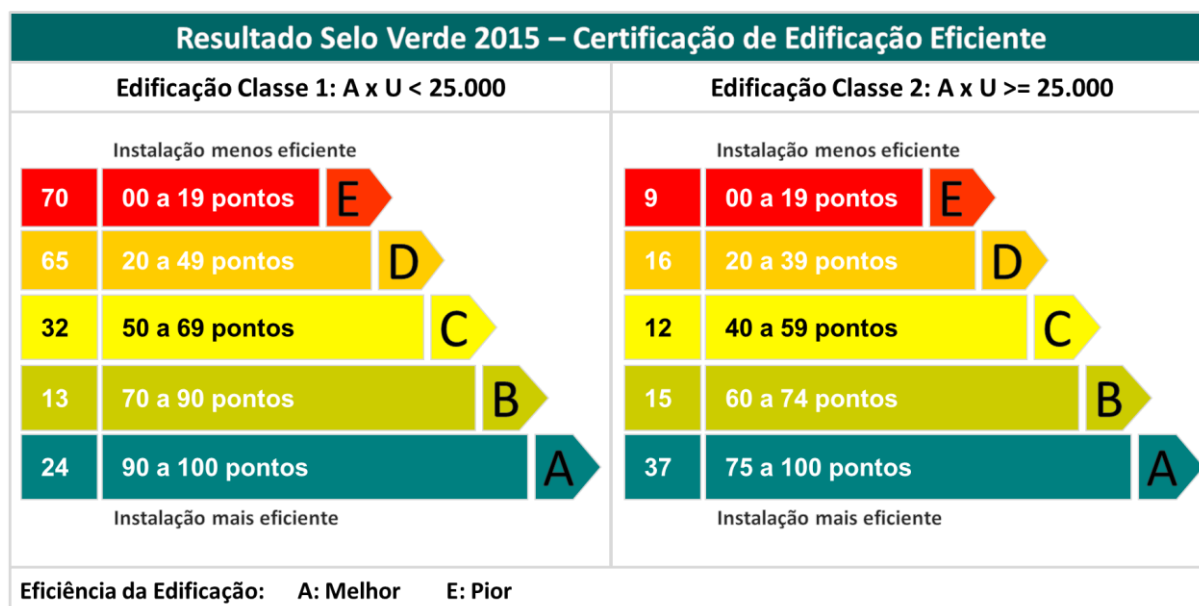 Resultado Selo Verde 2015 – Certificação de Edificação Eficiente
Edificação Classe 1: A x U < 25.000
Instalação menos eficiente
70 00 a 19 pontos E
65 20 a 49 pontos D
32 50 a 69 pontos C
13 70 a 90 pontos B
24 90 a 100 pontos A
Instalação mais eficiente
Edificação Classe 2: A x U >= 25.000
Instalação menos eficiente
9 00 a 19 pontos E
16 20 a 39 pontos D
12 40 a 59 pontos C
15 60 a 74 pontos B
37 75 a 100 pontos A
Instalação mais eficiente
Eficiência da Edificação: A: Melhor E: Pior